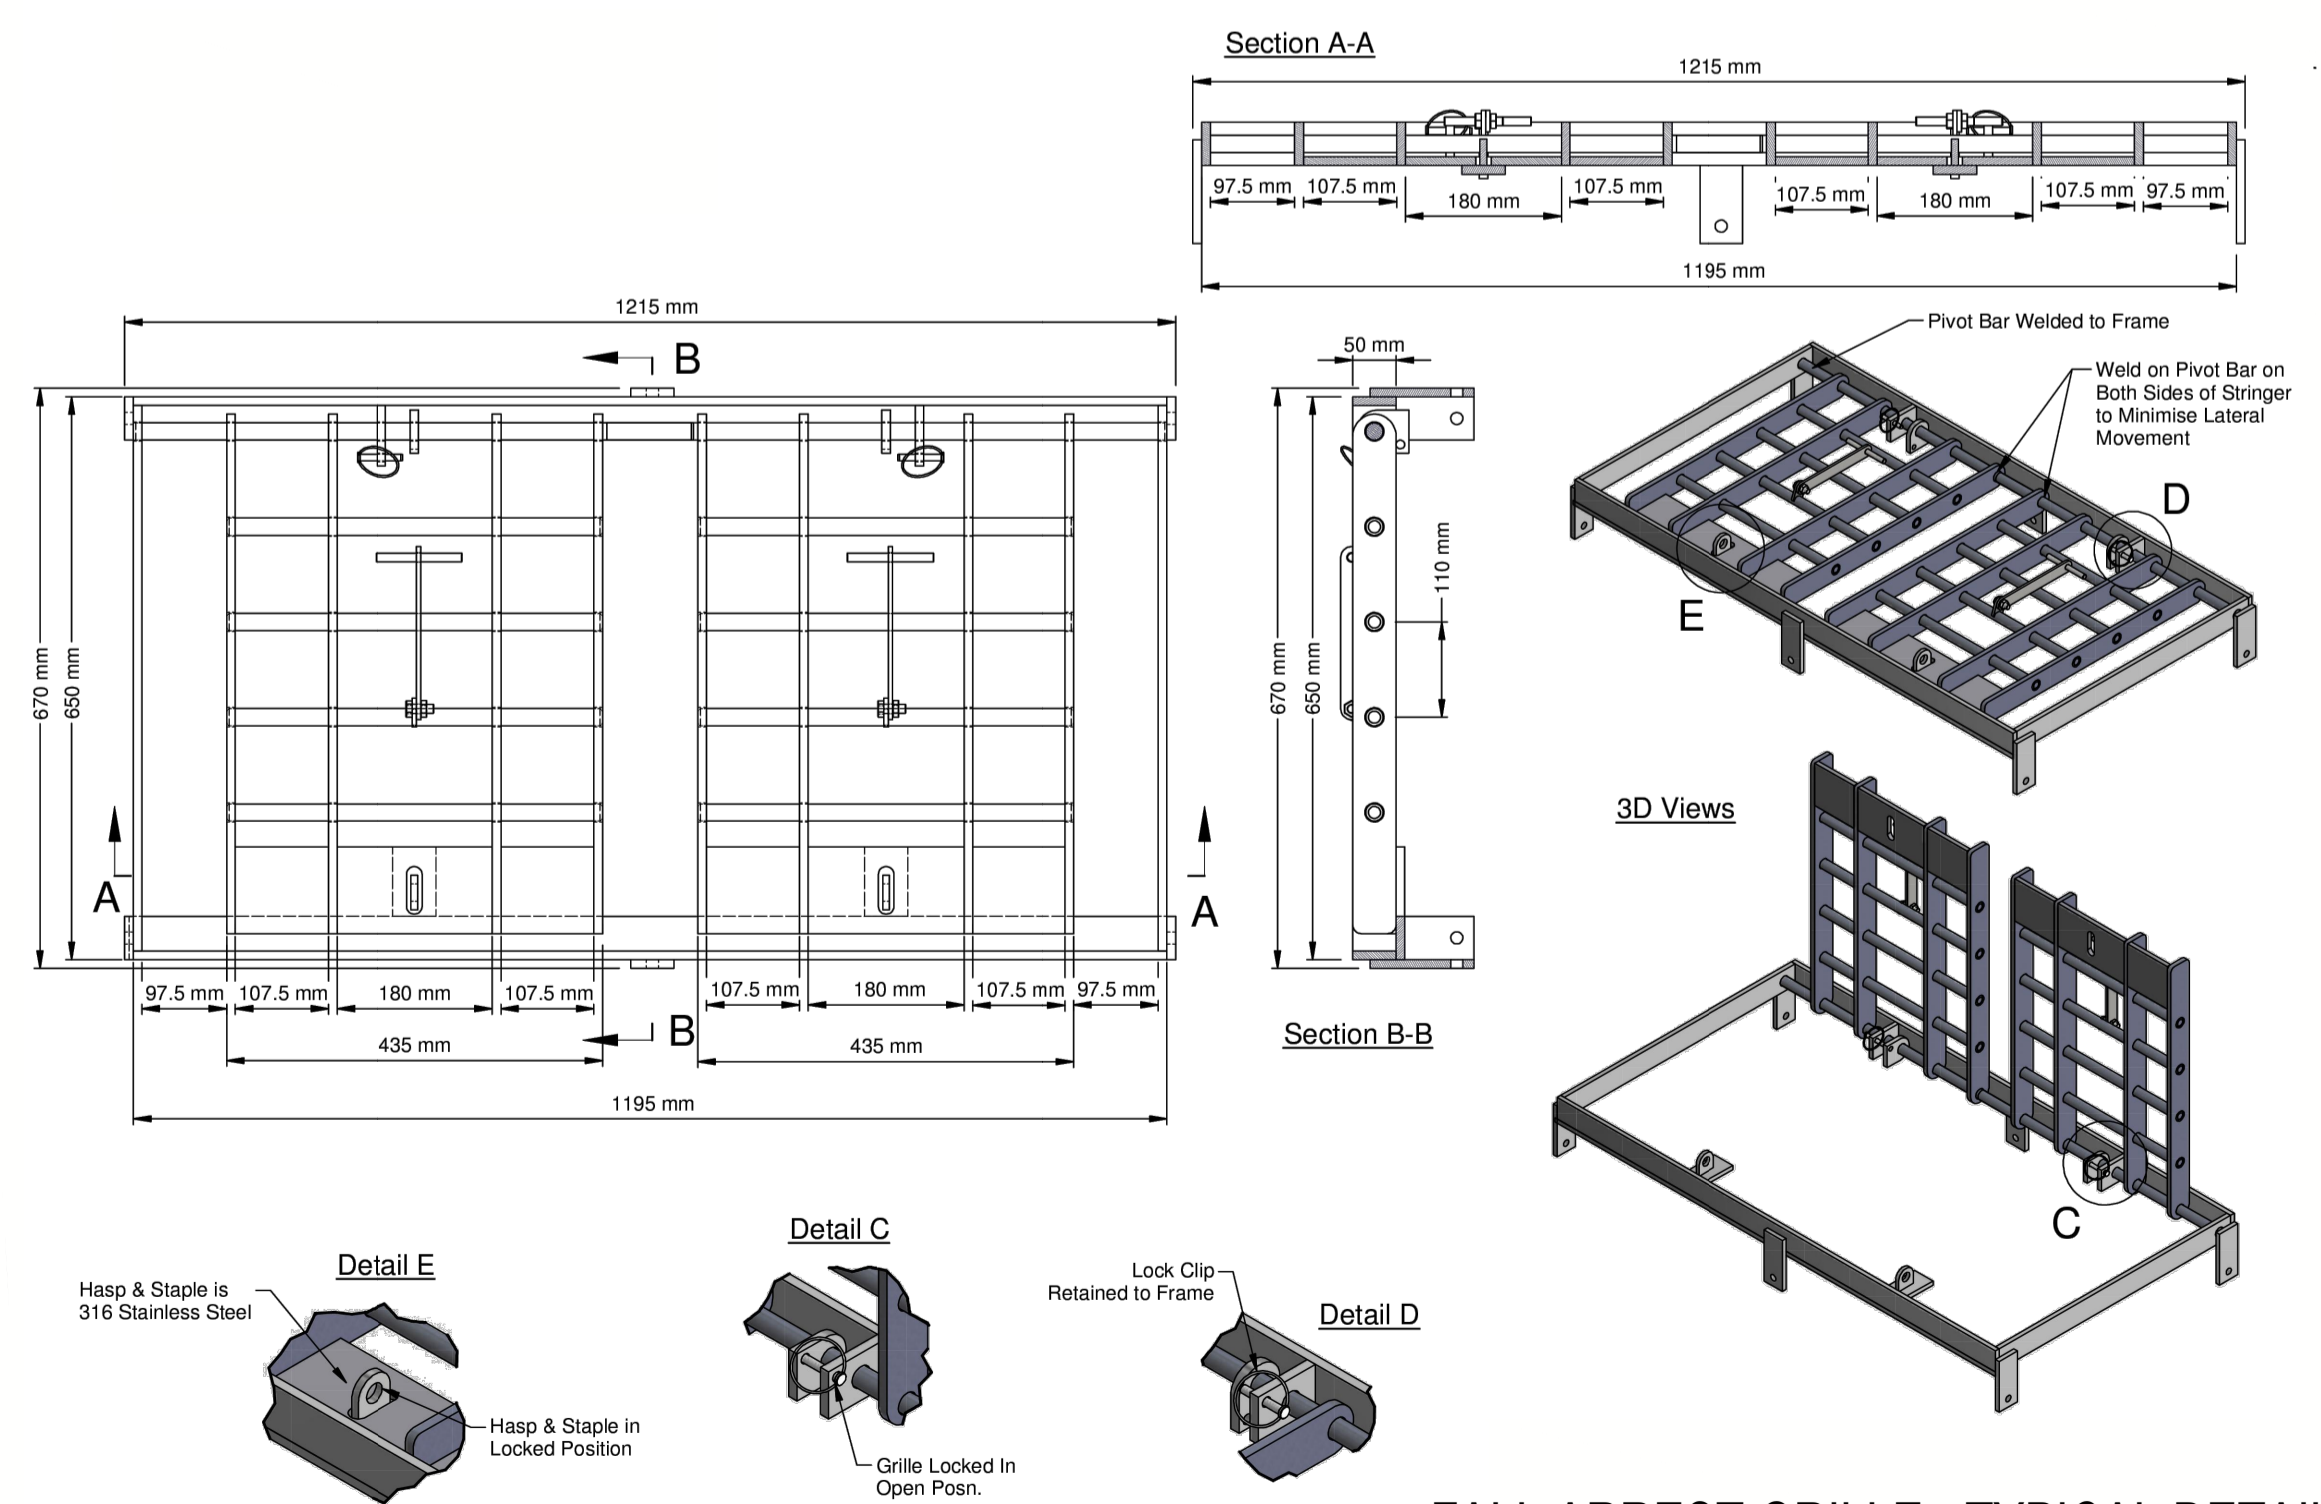 Section A-A
1215 mm
97.5 mm
107.5 mm
180 mm
107.5 mm
107.5 mm
180 mm
107.5 mm
97.5 mm
1195 mm
1215 mm
B
670 mm
650 mm
A
A
97.5 mm
107.5 mm
180 mm
107.5 mm
107.5 mm
180 mm
107.5 mm
97.5 mm
435 mm
B
435 mm
1195 mm
50 mm
110 mm
670 mm
650 mm
Section B-B
Pivot Bar Welded to Frame
Weld on Pivot Bar on
Both Sides of Stringer
to Minimise Lateral
Movement
D
E
3D Views
C
Detail E
Hasp & Staple is
316 Stainless Steel
Hasp & Staple in
Locked Position
Detail C
Grille Locked In
Open Posn.
Lock Clip
Retained to Frame
Detail D